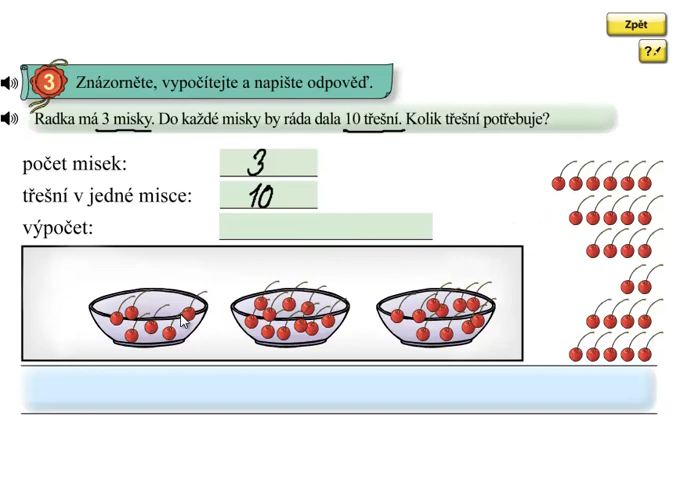 Zpět
?
3 Znázorněte, vypočítejte a napište odpověď.
Radka má 3 misky. Do každé misky by ráda dala 10 třešní. Kolik třešní potřebuje?
počet misek: 3
třešní v jedné misce: 10
výpočet: